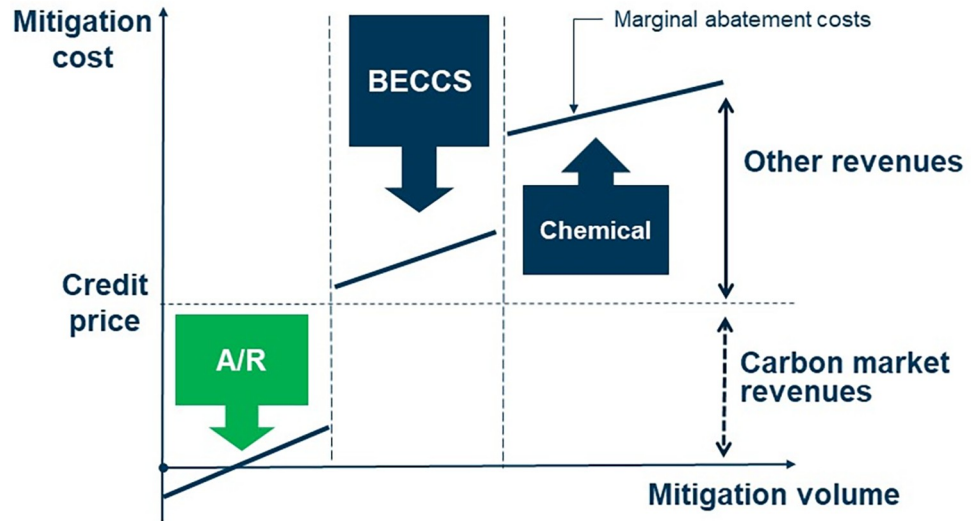 Mitigation
cost
Marginal abatement costs
BECCS
Other revenues
Chemical
Credit
price
A/R
Carbon market
revenues
Mitigation volume